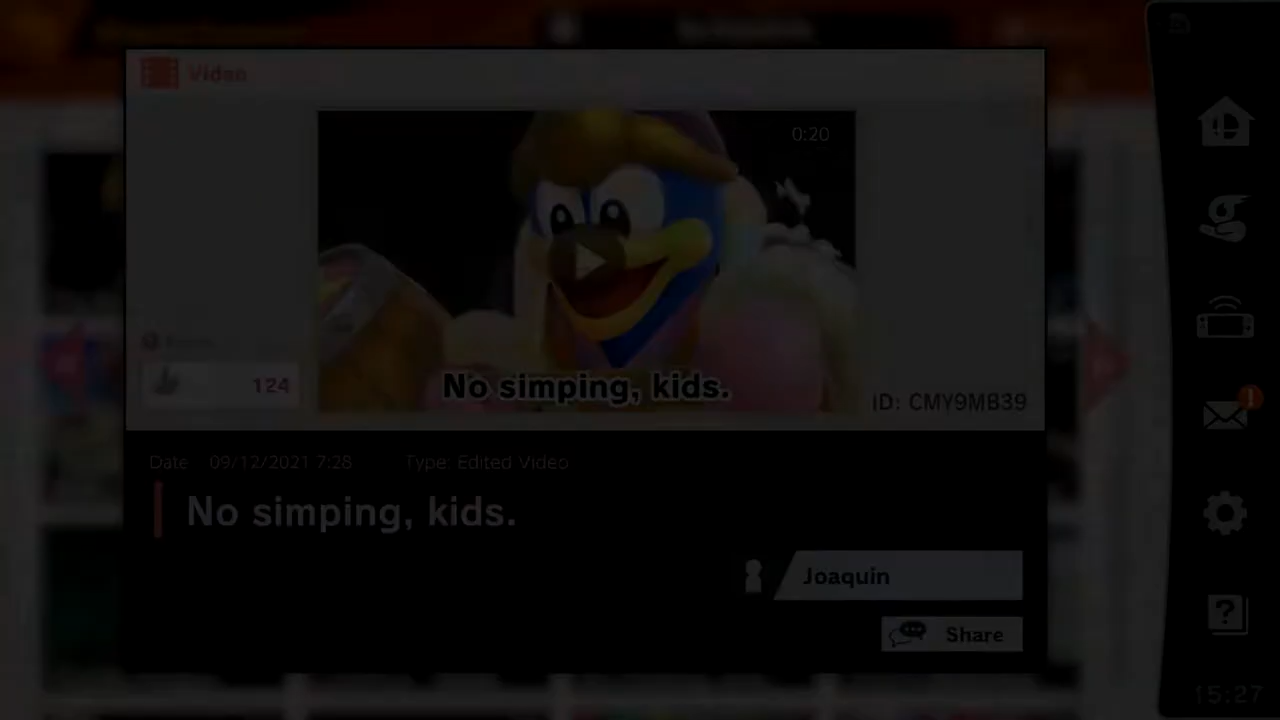 Video
0:20
124
No simping, kids.
ID: CMY9MB39
Date 09/12/2021 7:28 Type: Edited Video
No simping, kids.
Joaquin
Share
!
?
15:27